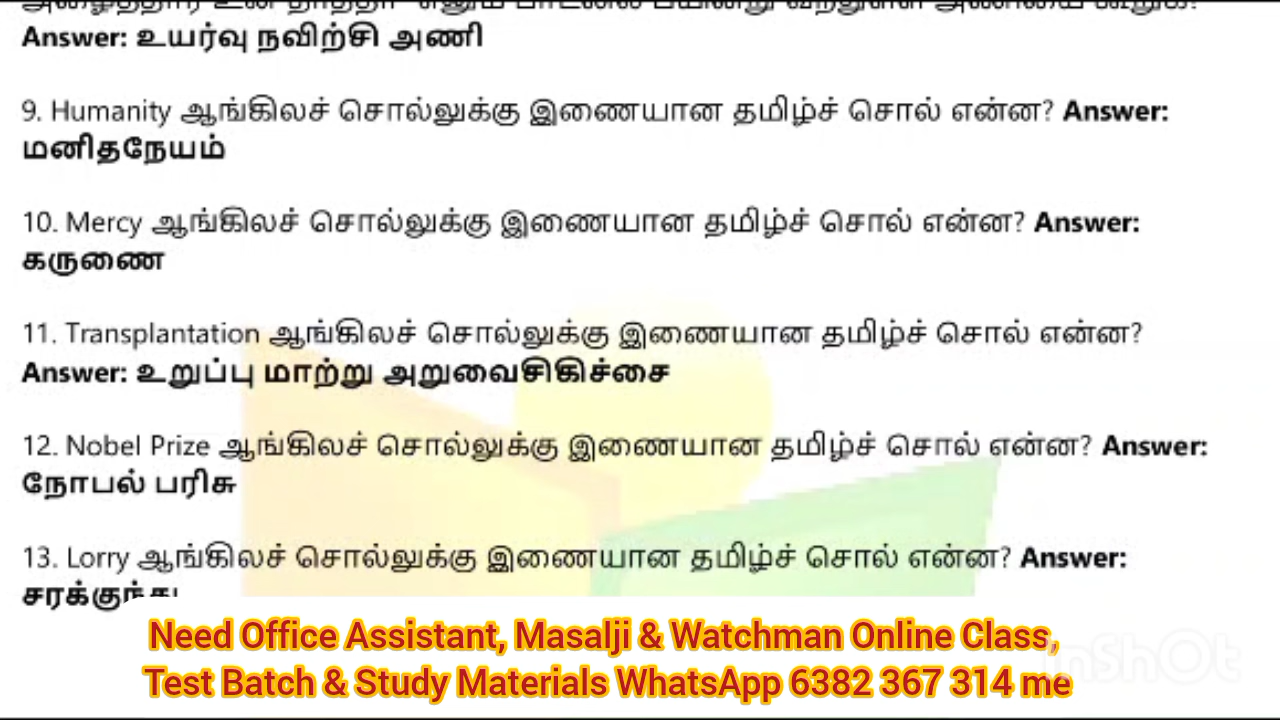 Answer: உயர்வு நவிற்சி அணி
9. Humanity ஆங்கிலச் சொல்லுக்கு இணையான தமிழ்ச் சொல் என்ன? Answer:
மனிதநேயம்
10. Mercy ஆங்கிலச் சொல்லுக்கு இணையான தமிழ்ச் சொல் என்ன? Answer:
கருணை
11. Transplantation ஆங்கிலச் சொல்லுக்கு இணையான தமிழ்ச் சொல் என்ன?
Answer: உறுப்பு மாற்று அறுவைசிகிச்சை
12. Nobel Prize ஆங்கிலச் சொல்லுக்கு இணையான தமிழ்ச் சொல் என்ன? Answer:
நோபல் பரிசு
13. Lorry ஆங்கிலச் சொல்லுக்கு இணையான தமிழ்ச் சொல் என்ன? Answer:
Need Office Assistant, Masalji & Watchman Online Class,
Test Batch & Study Materials WhatsApp 6382 367 314 me
InShOt